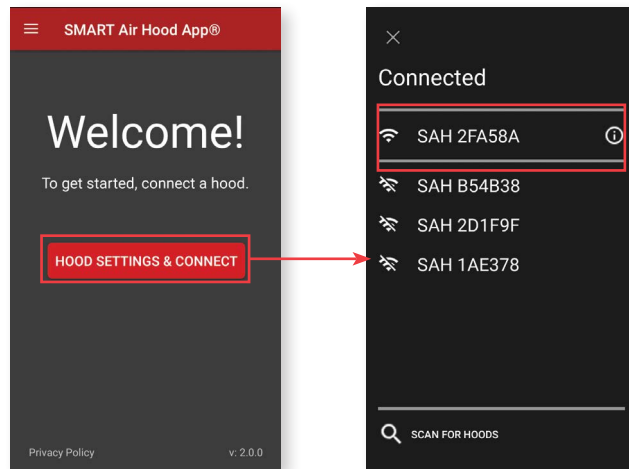 SMART Air Hood App®
Welcome!
To get started, connect a hood.
HOOD SETTINGS & CONNECT
Privacy Policy
v: 2.0.0
Connected
SAH 2FA58A
SAH B54B38
SAH 2D1F9F
SAH 1AE378
SCAN FOR HOODS